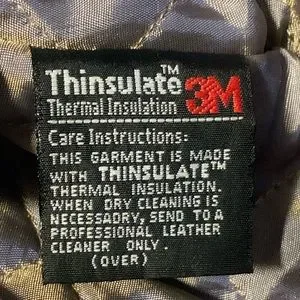 Thinsulate™ 3M
Thermal Insulation
Care Instructions:
THIS GARMENT IS MADE
WITH THINSULATE™
THERMAL INSULATION.
WHEN DRY CLEANING IS
NECESSADRY, SEND TO A
PROFESSIONAL LEATHER
CLEANER ONLY.
(OVER)